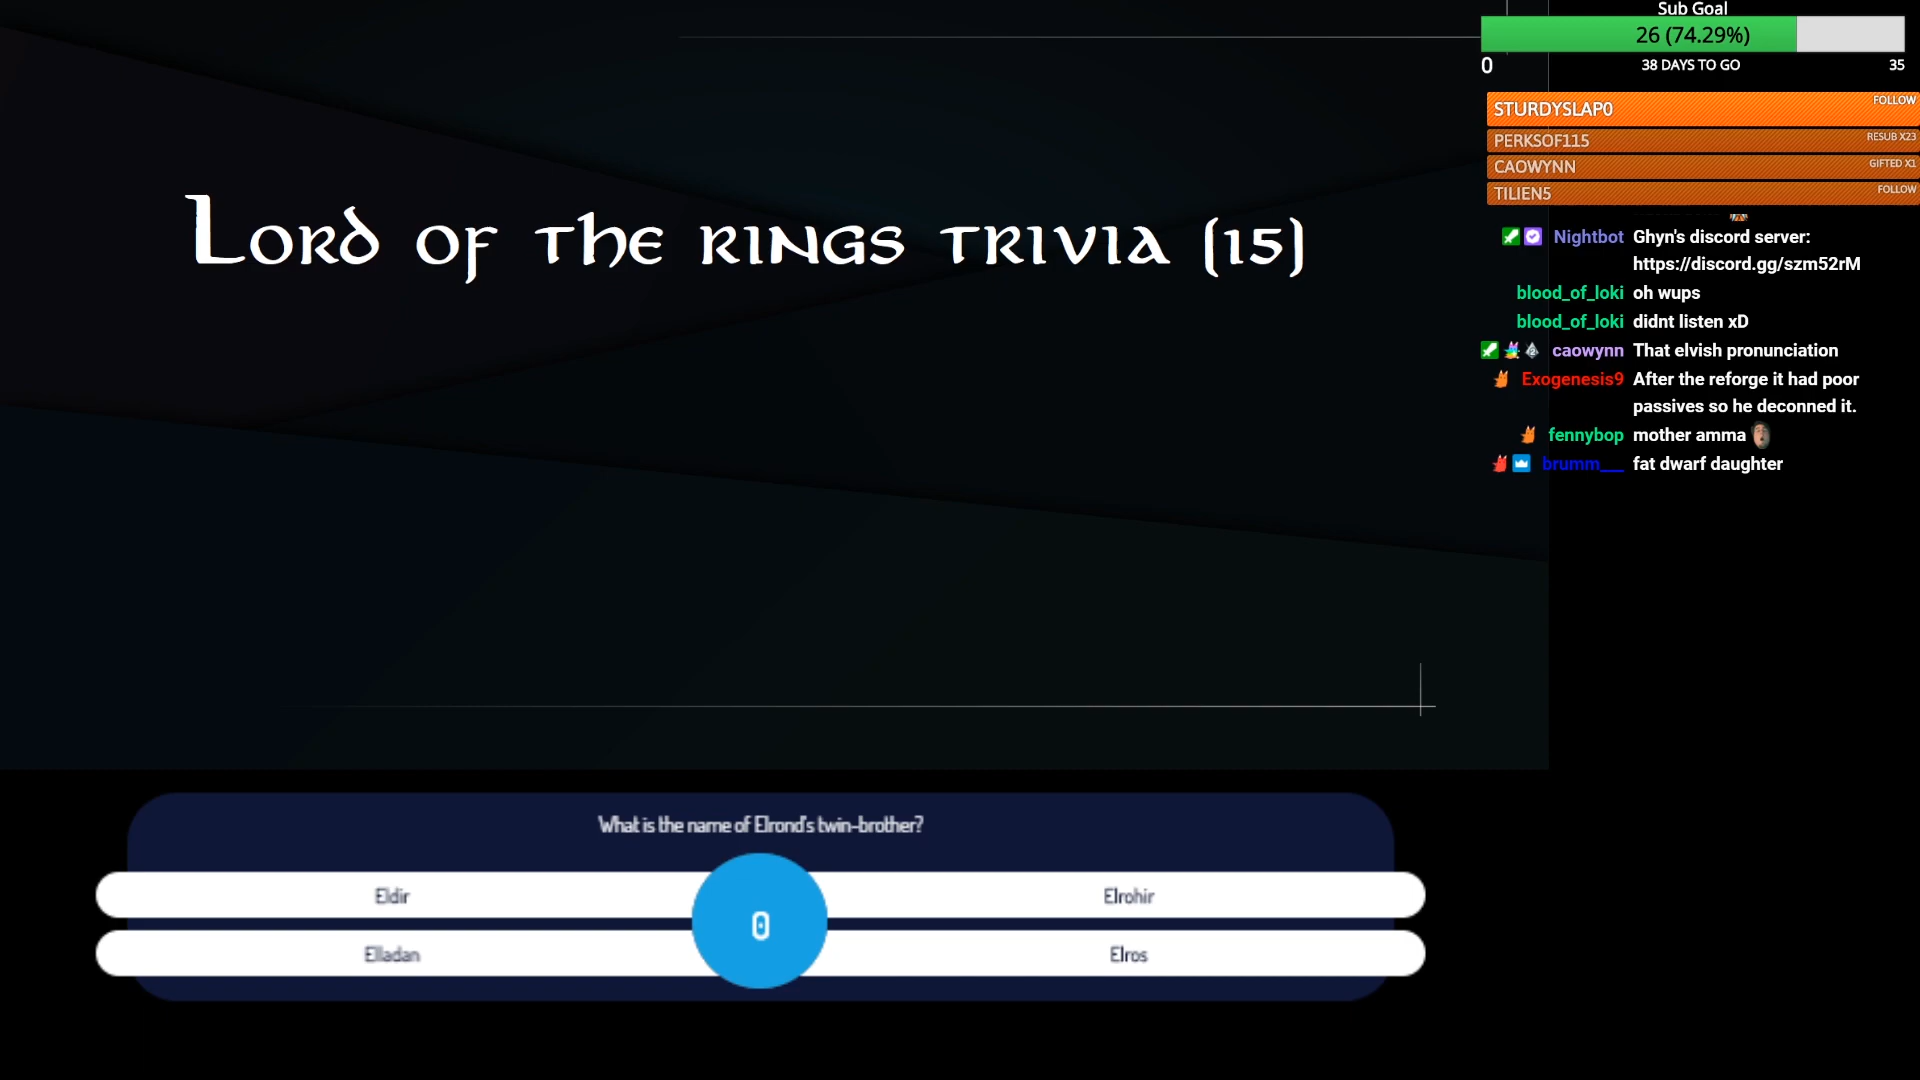 Sub Goal
26 (74.29%)
0 38 DAYS TO GO 35
STURDYSLAP0 FOLLOW
PERKSOF115 RESUB X23
CAOWYNN GIFTED X1
TILIEN5 FOLLOW
Lord of the rings trivia (15)
Nightbot Ghyn's discord server:
https://discord.gg/szm52rM
blood_of_loki oh wups
blood_of_loki didnt listen xD
caowynn That elvish pronunciation
Exogenesis9 After the reforge it had poor
passives so he deconned it.
fennybop mother amma
brumm___ fat dwarf daughter
What is the name of Elrond's twin-brother?
Eldir Elrohir
0
Elladan Elros